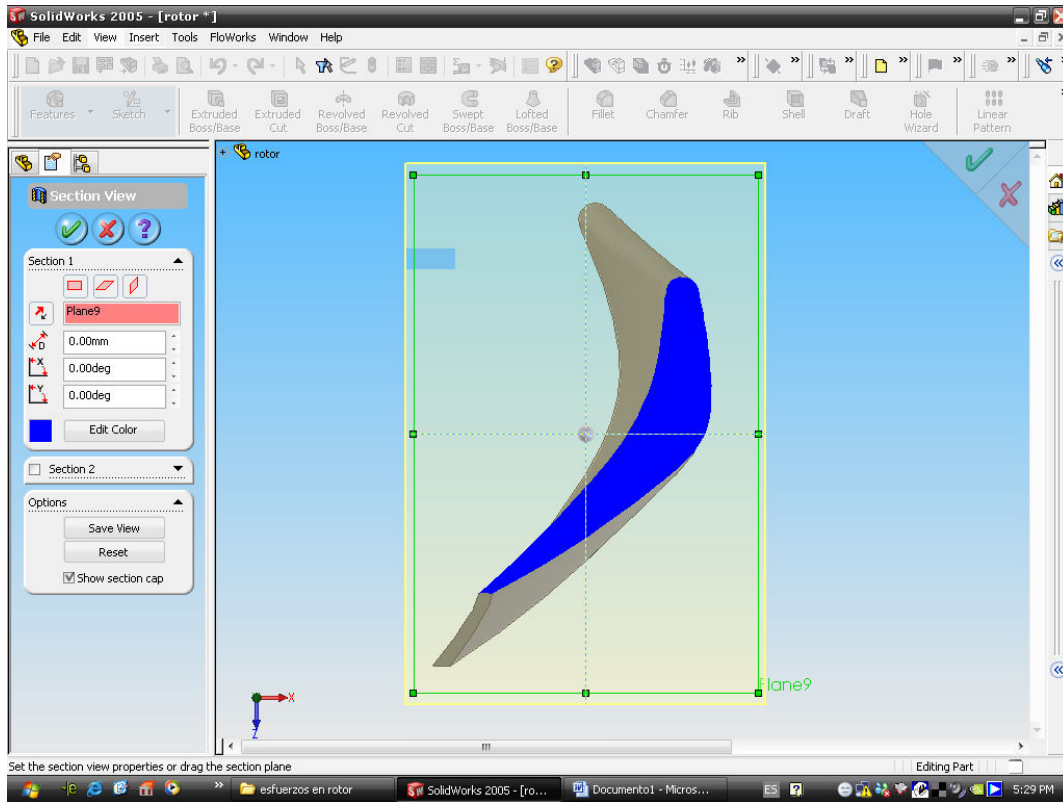 SolidWorks 2005 - [rotor *]
File Edit View Insert Tools FloWorks Window Help
Features Sketch Extruded Boss/Base Extruded Cut Revolved Boss/Base Revolved Cut Swept Boss/Base Lofted Boss/Base Fillet Chamfer Rib Shell Draft Hole Wizard Linear Pattern
rotor
Section View
Section 1
Plane9
D 0.00mm
X 0.00deg
Y 0.00deg
Edit Color
Section 2
Options
Save View
Reset
Show section cap
Plane9
X
Z
Set the section view properties or drag the section plane
Editing Part
esfuerzos en rotor
SolidWorks 2005 - [ro...
Documento1 - Micros...
ES
5:29 PM